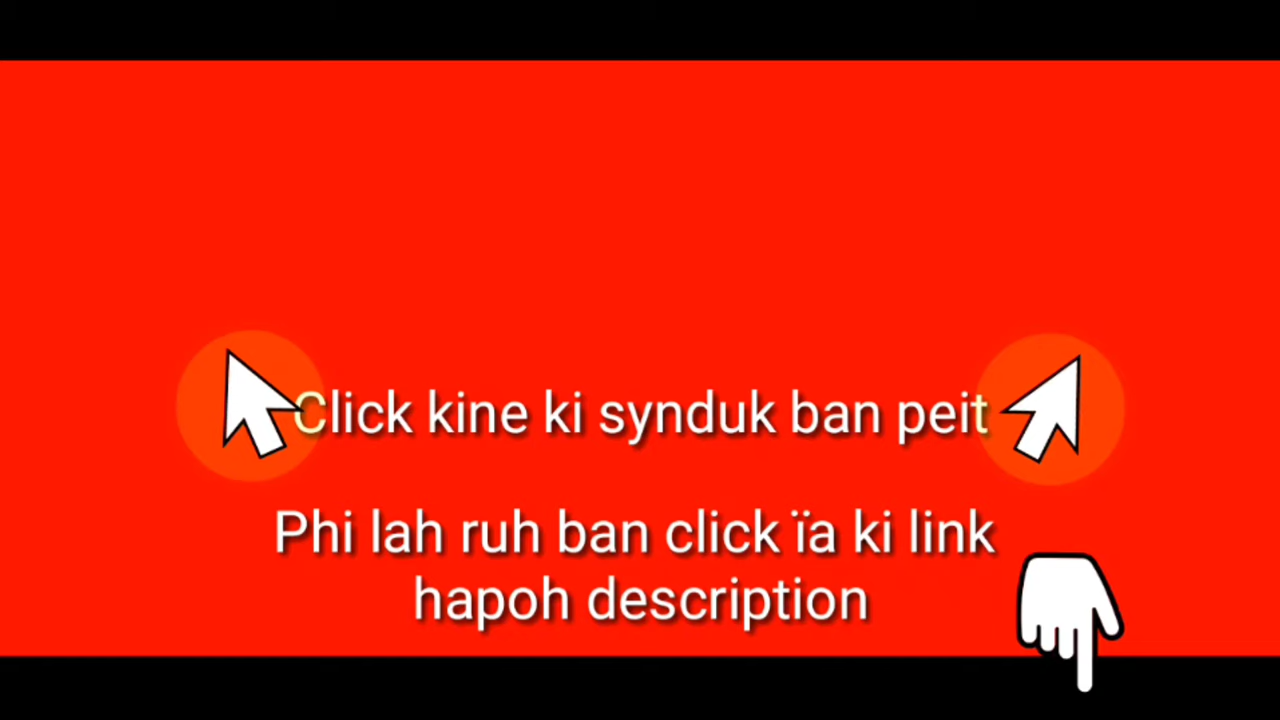 Click kine ki synduk ban peit
Phi lah ruh ban click ïa ki link
hapoh description